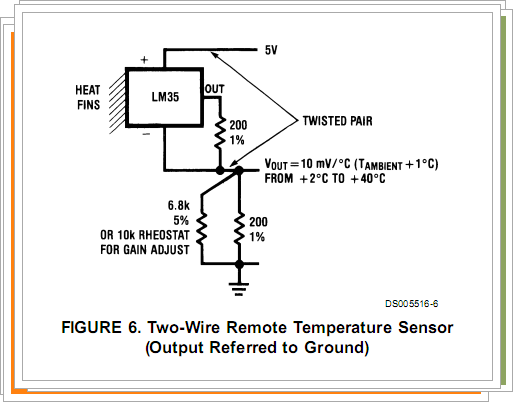 5V
+
HEAT
FINS
LM35
OUT
–
200
1%
TWISTED PAIR
VOUT=10 mV/°C (TAMBIENT+1°C)
FROM +2°C TO +40°C
6.8k
5%
OR 10k RHEOSTAT
FOR GAIN ADJUST
200
1%
DS005516-6
FIGURE 6. Two-Wire Remote Temperature Sensor
(Output Referred to Ground)